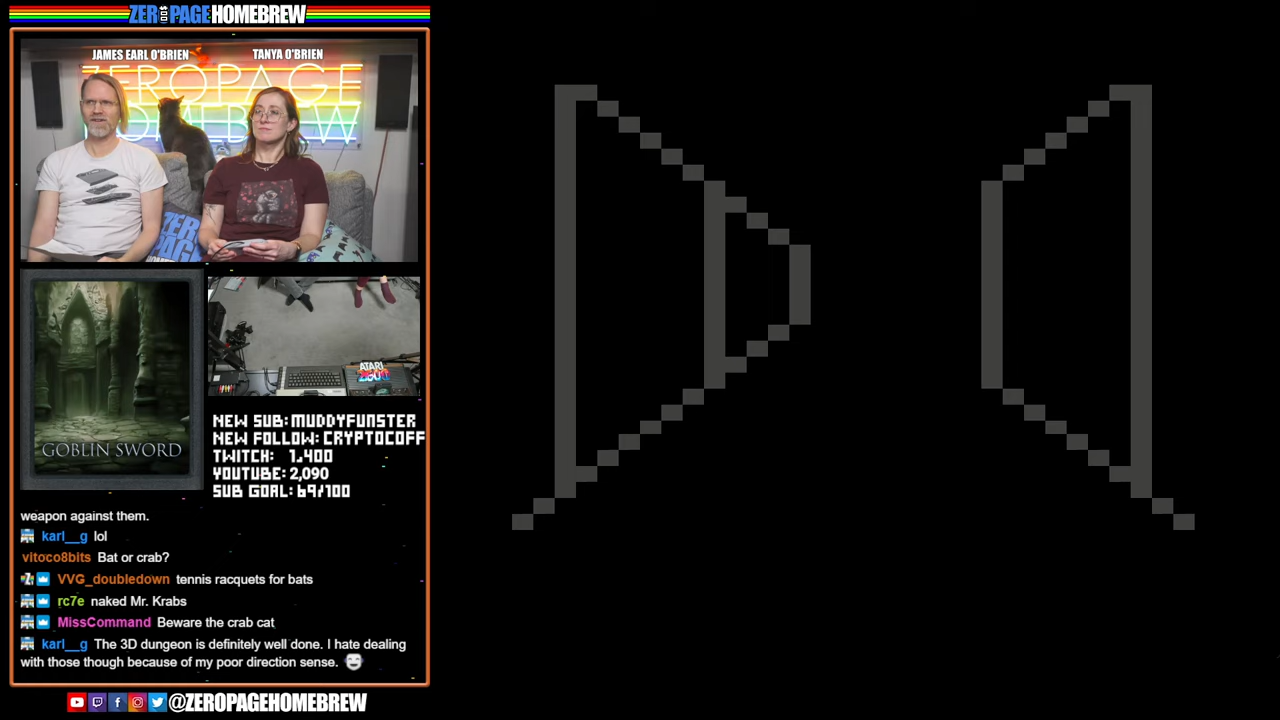 ZEROPAGE HOMEBREW
JAMES EARL O'BRIEN
TANYA O'BRIEN
ZEROPAGE
HOMEBREW
ATARI
GOBLIN SWORD
NEW SUB: MUDDYFUNSTER
NEW FOLLOW: CRYPTOCOFF
TWITCH: 1,400
YOUTUBE: 2,090
SUB GOAL: 69/100
weapon against them.
karl__g lol
vitoco8bits Bat or crab?
VVG_doubledown tennis racquets for bats
rc7e naked Mr. Krabs
MissCommand Beware the crab cat
karl__g The 3D dungeon is definitely well done. I hate dealing
with those though because of my poor direction sense.
@ZEROPAGEHOMEBREW